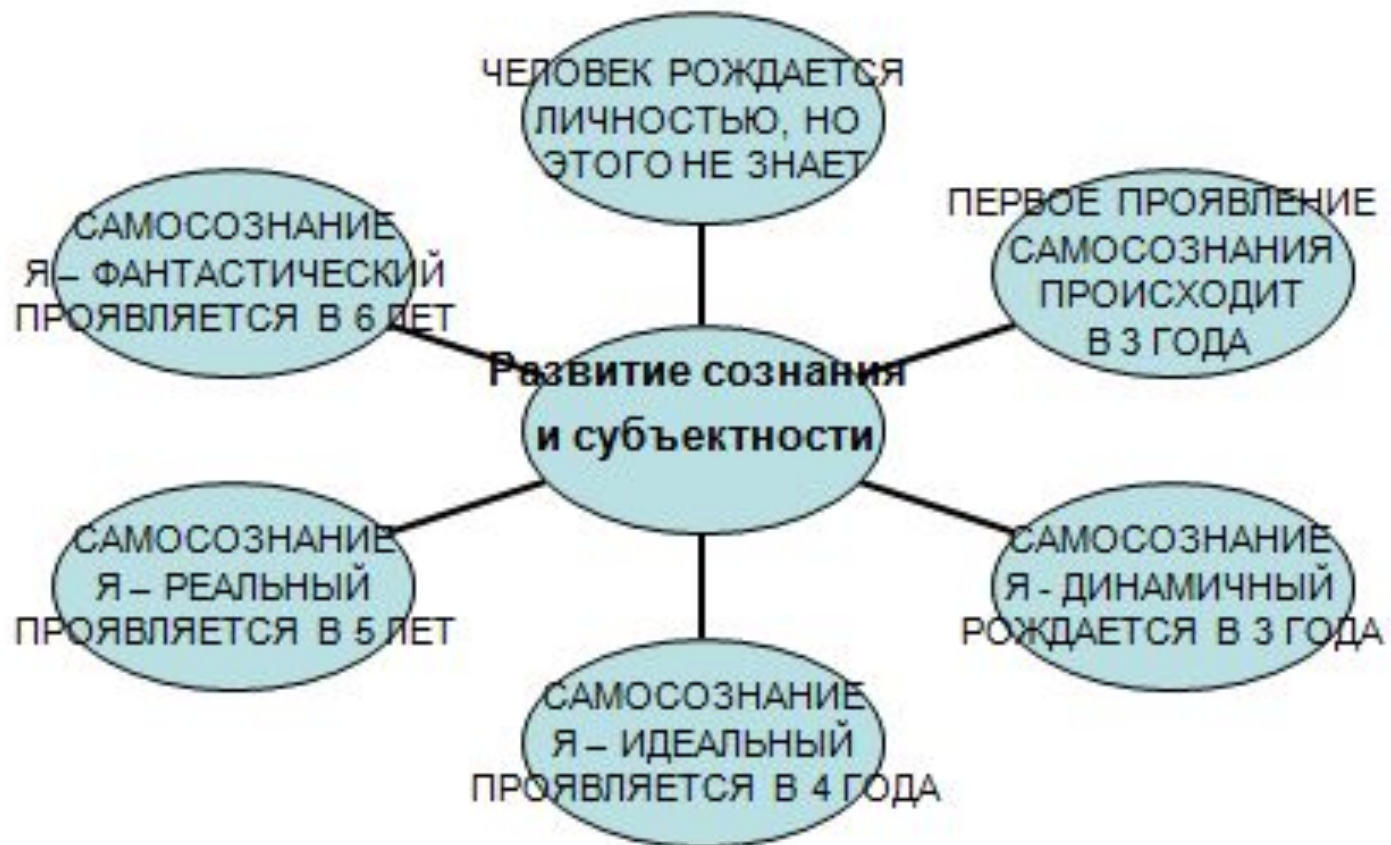 ЧЕЛОВЕК РОЖДАЕТСЯ
ЛИЧНОСТЬЮ, НО
ЭТОГО НЕ ЗНАЕТ
ПЕРВОЕ ПРОЯВЛЕНИЕ
САМОСОЗНАНИЯ
ПРОИСХОДИТ
В 3 ГОДА
САМОСОЗНАНИЕ
Я - ДИНАМИЧНЫЙ
РОЖДАЕТСЯ В 3 ГОДА
САМОСОЗНАНИЕ
Я – ИДЕАЛЬНЫЙ
ПРОЯВЛЯЕТСЯ В 4 ГОДА
САМОСОЗНАНИЕ
Я – РЕАЛЬНЫЙ
ПРОЯВЛЯЕТСЯ В 5 ЛЕТ
САМОСОЗНАНИЕ
Я – ФАНТАСТИЧЕСКИЙ
ПРОЯВЛЯЕТСЯ В 6 ЛЕТ
Развитие сознания
и субъектности